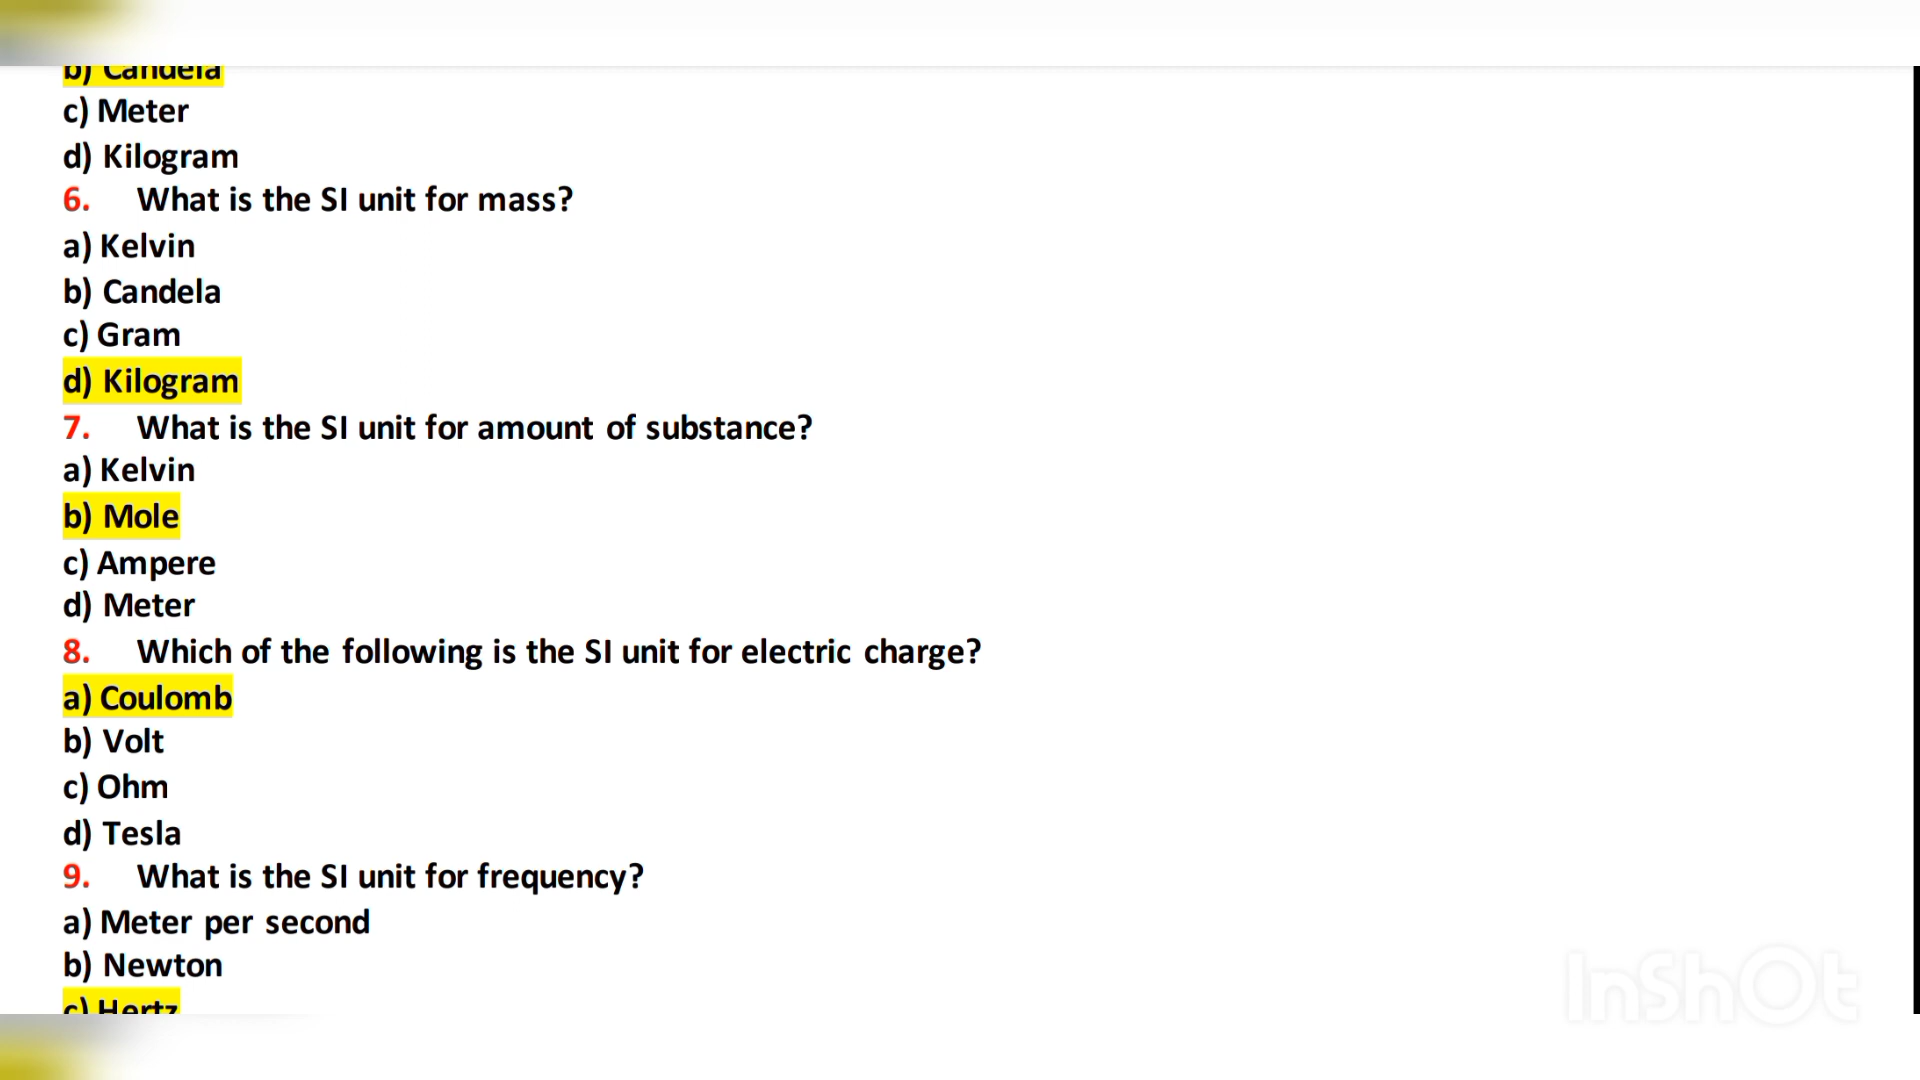 b) Candela
c) Meter
d) Kilogram
6. What is the SI unit for mass?
a) Kelvin
b) Candela
c) Gram
d) Kilogram
7. What is the SI unit for amount of substance?
a) Kelvin
b) Mole
c) Ampere
d) Meter
8. Which of the following is the SI unit for electric charge?
a) Coulomb
b) Volt
c) Ohm
d) Tesla
9. What is the SI unit for frequency?
a) Meter per second
b) Newton
c) Hertz
InShOt